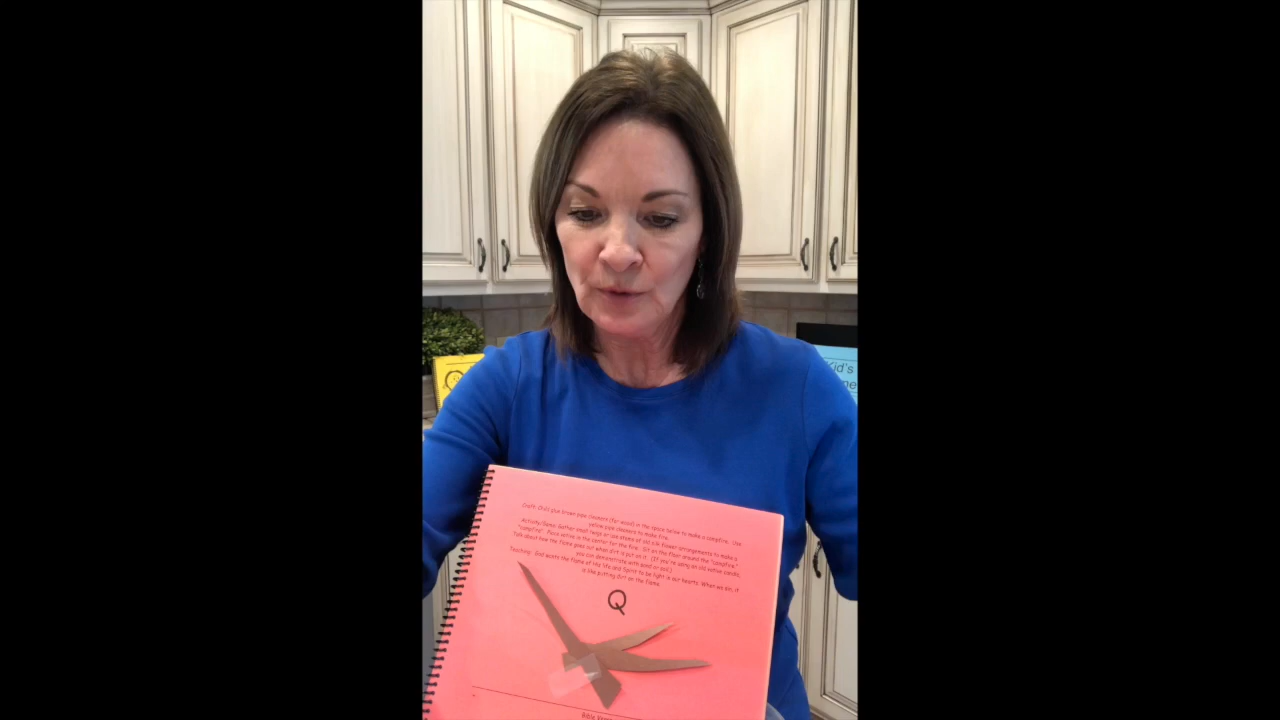 Kid's
Craft: Child glue brown pipe cleaners (for wood) in the space below to make a campfire. Use
yellow pipe cleaners to make fire.
Activity/Game: Gather small twigs or use stems of old silk flower arrangements to make a
"campfire". Place votive in the center for the fire. Sit on the floor around the "campfire."
Talk about how the flame goes out when dirt is put on it. (If you're using an old votive candle,
you can demonstrate with sand or soil.)
Teaching: God wants the flame of His life and Spirit to be light in our hearts. When we sin, it
is like putting dirt on the flame.
Q
Bible